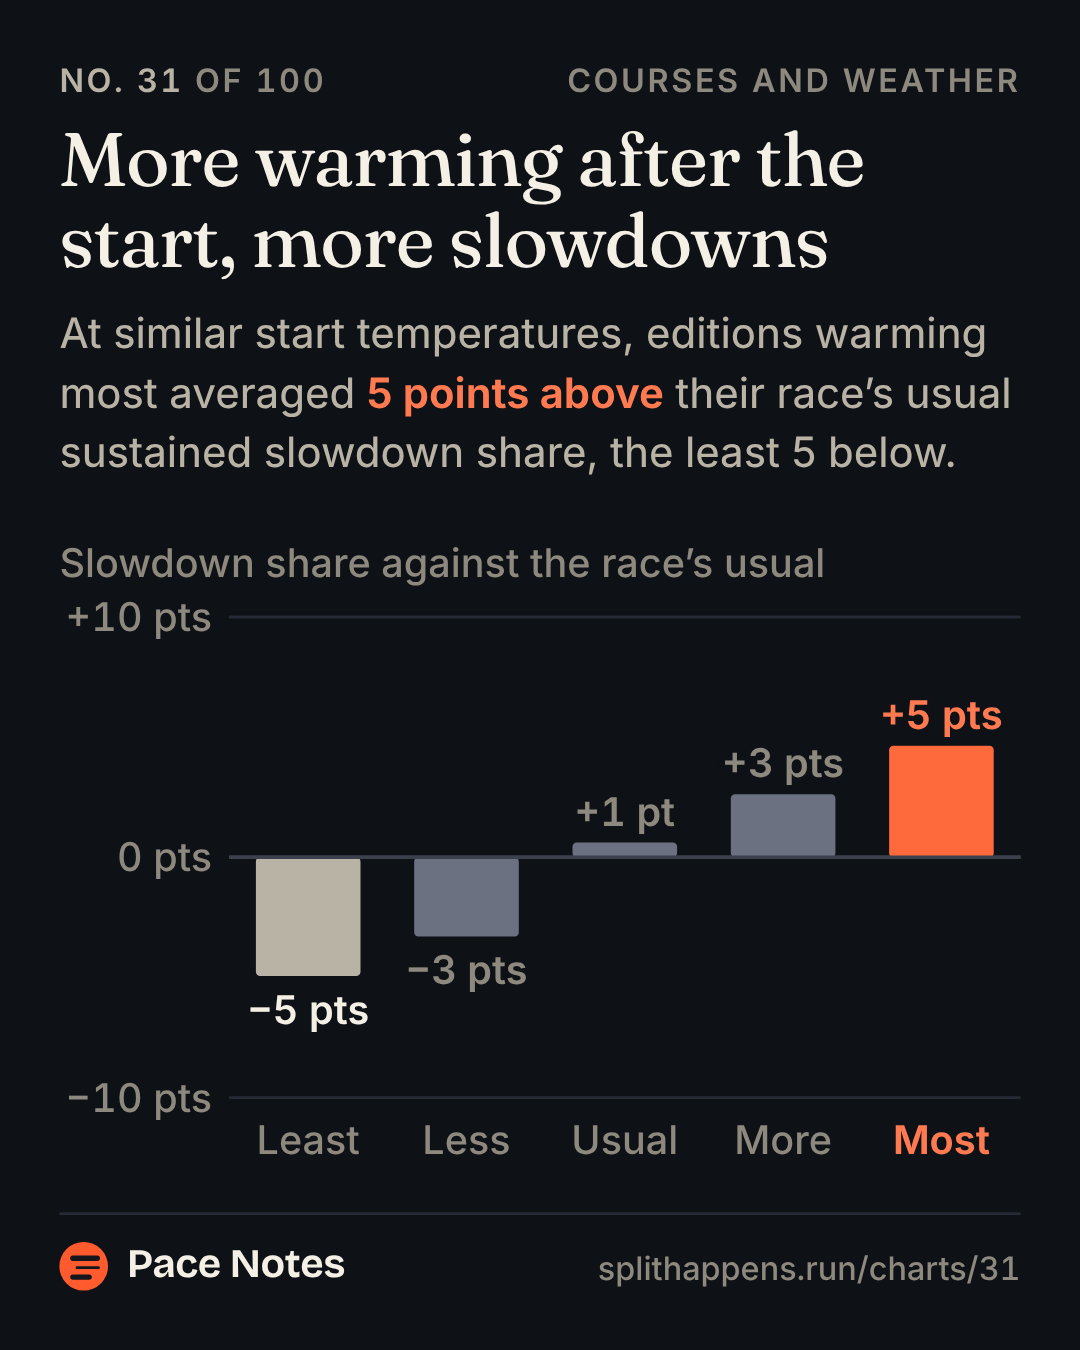 NO. 31 OF 100
COURSES AND WEATHER
More warming after the
start, more slowdowns
At similar start temperatures, editions warming
most averaged 5 points above their race’s usual
sustained slowdown share, the least 5 below.
Slowdown share against the race’s usual
+10 pts
+5 pts
+3 pts
+1 pt
0 pts
−3 pts
−5 pts
−10 pts
Least Less Usual More Most
Pace Notes
splithappens.run/charts/31